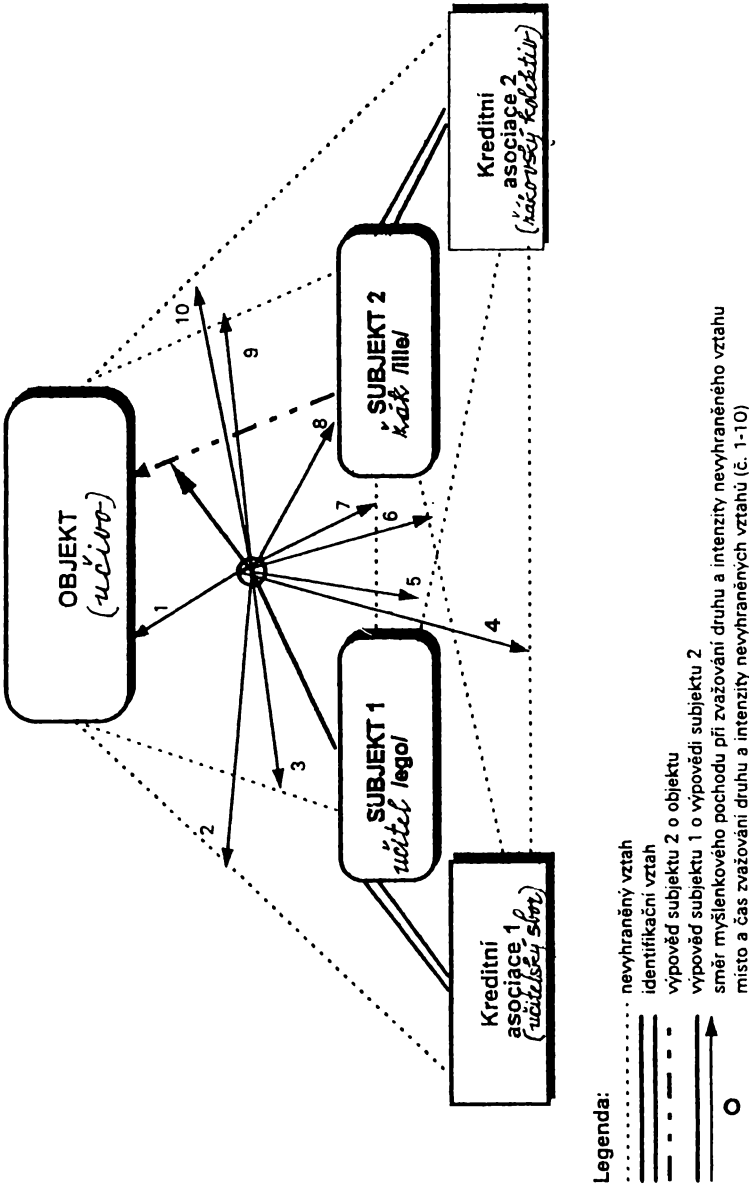 OBJEKT
(učivo)
1
2
3
4
5
6
7
8
9
10
SUBJEKT 1
učitel /ego/
SUBJEKT 2
žák /ille/
Kreditní
asociace 1
(učitelský sbor)
Kreditní
asociace 2
(žákovský kolektiv)
Legenda:
nevyhraněný vztah
identifikační vztah
výpověď subjektu 2 o objektu
výpověď subjektu 1 o výpovědi subjektu 2
směr myšlenkového pochodu při zvažování druhu a intenzity nevyhraněného vztahu
místo a čas zvažování druhu a intenzity nevyhraněných vztahů (č. 1-10)